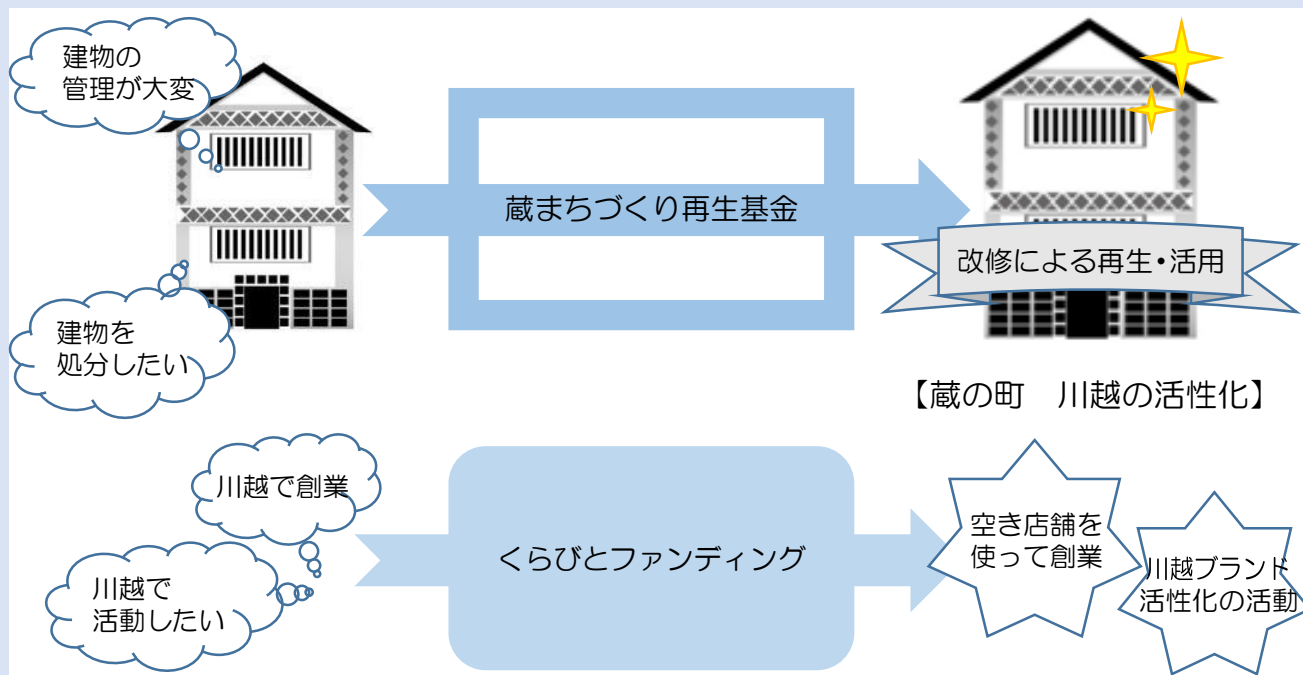 建物の
管理が大変
蔵まちづくり再生基金
改修による再生・活用
建物を
処分したい
【蔵の町　川越の活性化】
川越で創業
川越で
活動したい
くらびとファンディング
空き店舗を
使って創業
川越ブランド
活性化の活動